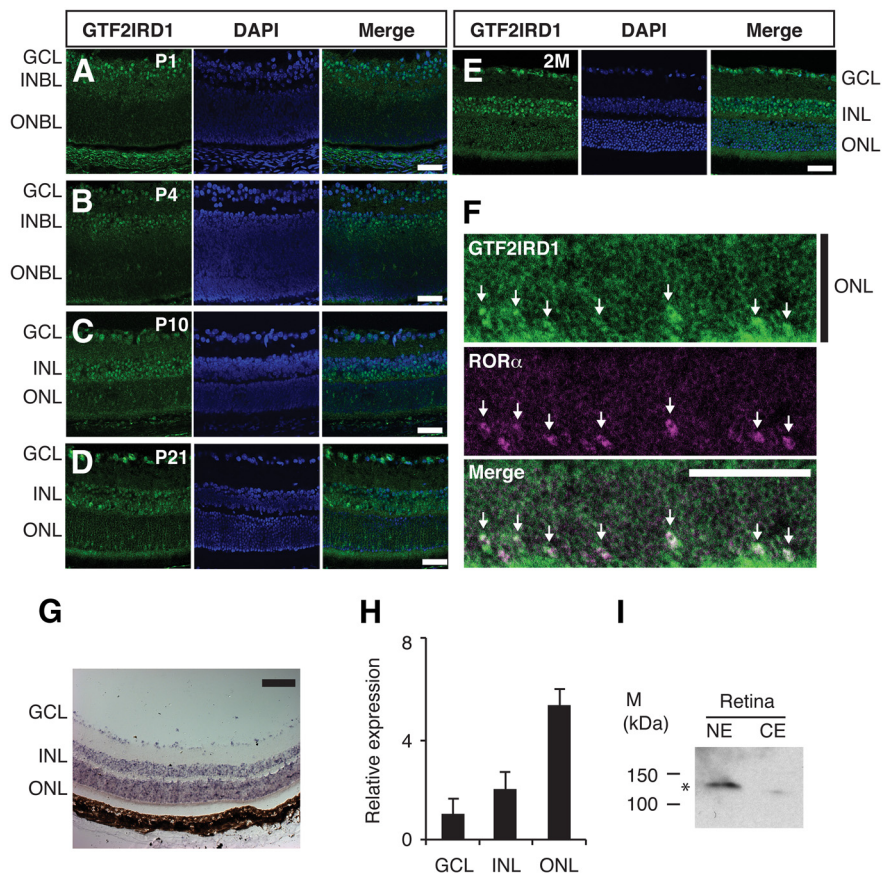 GTF2IRD1 DAPI Merge
A P1
GCL
INBL
ONBL
B P4
GCL
INBL
ONBL
C P10
GCL
INL
ONL
D P21
GCL
INL
ONL
GTF2IRD1 DAPI Merge
E 2M
GCL
INL
ONL
F
GTF2IRD1
ONL
RORα
Merge
G
GCL
INL
ONL
H
Relative expression
8
4
0
GCL INL ONL
I
M
(kDa)
Retina
NE CE
150
*
100